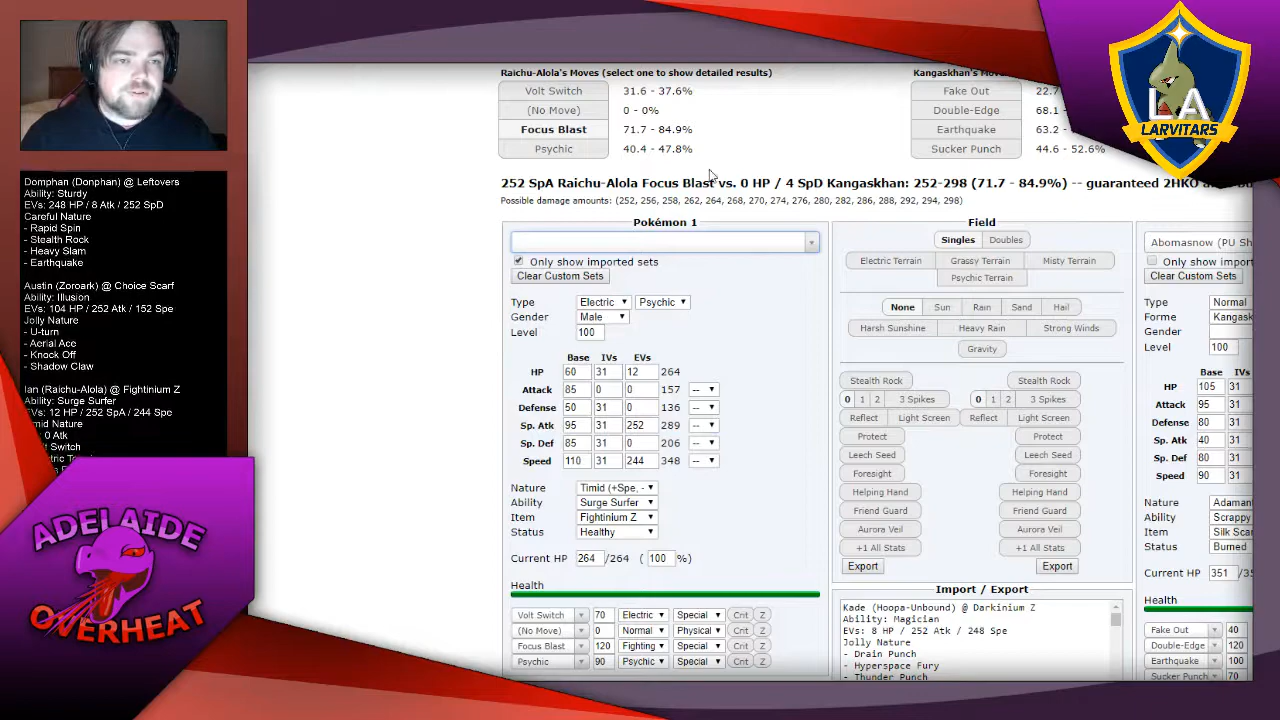 Raichu-Alola's Moves (select one to show detailed results)
Volt Switch 31.6 - 37.6%
(No Move) 0 - 0%
Focus Blast 71.7 - 84.9%
Psychic 40.4 - 47.8%
Kangaskhan's
Fake Out 22.7
Double-Edge 68.1
Earthquake 63.2
Sucker Punch 44.6 - 52.6%
LA
LARVITARS
252 SpA Raichu-Alola Focus Blast vs. 0 HP / 4 SpD Kangaskhan: 252-298 (71.7 - 84.9%) -- guaranteed 2HKO
Possible damage amounts: (252, 256, 258, 262, 264, 268, 270, 274, 276, 280, 282, 286, 288, 292, 294, 298)
Domphan (Donphan) @ Leftovers
Ability: Sturdy
EVs: 248 HP / 8 Atk / 252 SpD
Careful Nature
- Rapid Spin
- Stealth Rock
- Heavy Slam
- Earthquake
Austin (Zoroark) @ Choice Scarf
Ability: Illusion
EVs: 104 HP / 252 Atk / 152 Spe
Jolly Nature
- U-turn
- Aerial Ace
- Knock Off
- Shadow Claw
Ian (Raichu-Alola) @ Fightinium Z
Ability: Surge Surfer
EVs: 12 HP / 252 SpA / 244 Spe
mid Nature
0 Atk
Switch
ADELAIDE
OVERHEAT
Pokémon 1
Only show imported sets
Clear Custom Sets
Type Electric Psychic
Gender Male
Level 100
Base IVs EVs
HP 60 31 12 264
Attack 85 0 0 157 --
Defense 50 31 0 136 --
Sp. Atk 95 31 252 289 --
Sp. Def 85 31 0 206 --
Speed 110 31 244 348 --
Nature Timid (+Spe, -
Ability Surge Surfer
Item Fightinium Z
Status Healthy
Current HP 264 /264 ( 100 %)
Health
Volt Switch 70 Electric Special Crit Z
(No Move) 0 Normal Physical Crit Z
Focus Blast 120 Fighting Special Crit Z
Psychic 90 Psychic Special Crit Z
Field
Singles Doubles
Electric Terrain Grassy Terrain Misty Terrain
Psychic Terrain
None Sun Rain Sand Hail
Harsh Sunshine Heavy Rain Strong Winds
Gravity
Stealth Rock Stealth Rock
0 1 2 3 Spikes 0 1 2 3 Spikes
Reflect Light Screen Reflect Light Screen
Protect Protect
Leech Seed Leech Seed
Foresight Foresight
Helping Hand Helping Hand
Friend Guard Friend Guard
Aurora Veil Aurora Veil
+1 All Stats +1 All Stats
Export Export
Import / Export
Kade (Hoopa-Unbound) @ Darkinium Z
Ability: Magician
EVs: 8 HP / 252 Atk / 248 Spe
Jolly Nature
- Drain Punch
- Hyperspace Fury
- Thunder Punch
Abomasnow (PU Sh
Only show import
Clear Custom Sets
Type Normal
Forme Kangask
Gender
Level 100
Base IVs
HP 105 31
Attack 95 31
Defense 80 31
Sp. Atk 40 31
Sp. Def 80 31
Speed 90 31
Nature Adaman
Ability Scrappy
Item Silk Sca
Status Burned
Current HP 351 /35
Health
Fake Out 40
Double-Edge 120
Earthquake 100
Sucker Punch 70